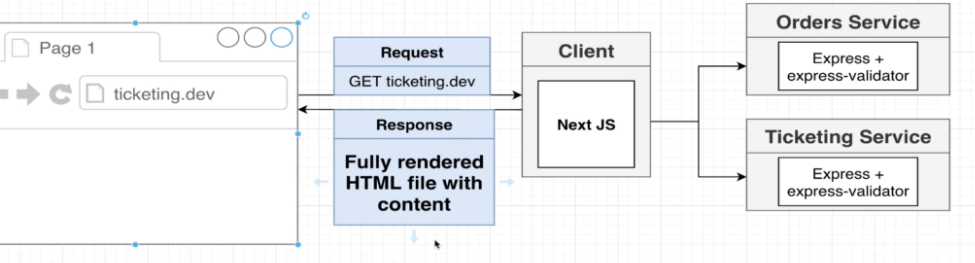 Page 1
ticketing.dev
Request
GET ticketing.dev
Response
Fully rendered
HTML file with
content
Client
Next JS
Orders Service
Express +
express-validator
Ticketing Service
Express +
express-validator